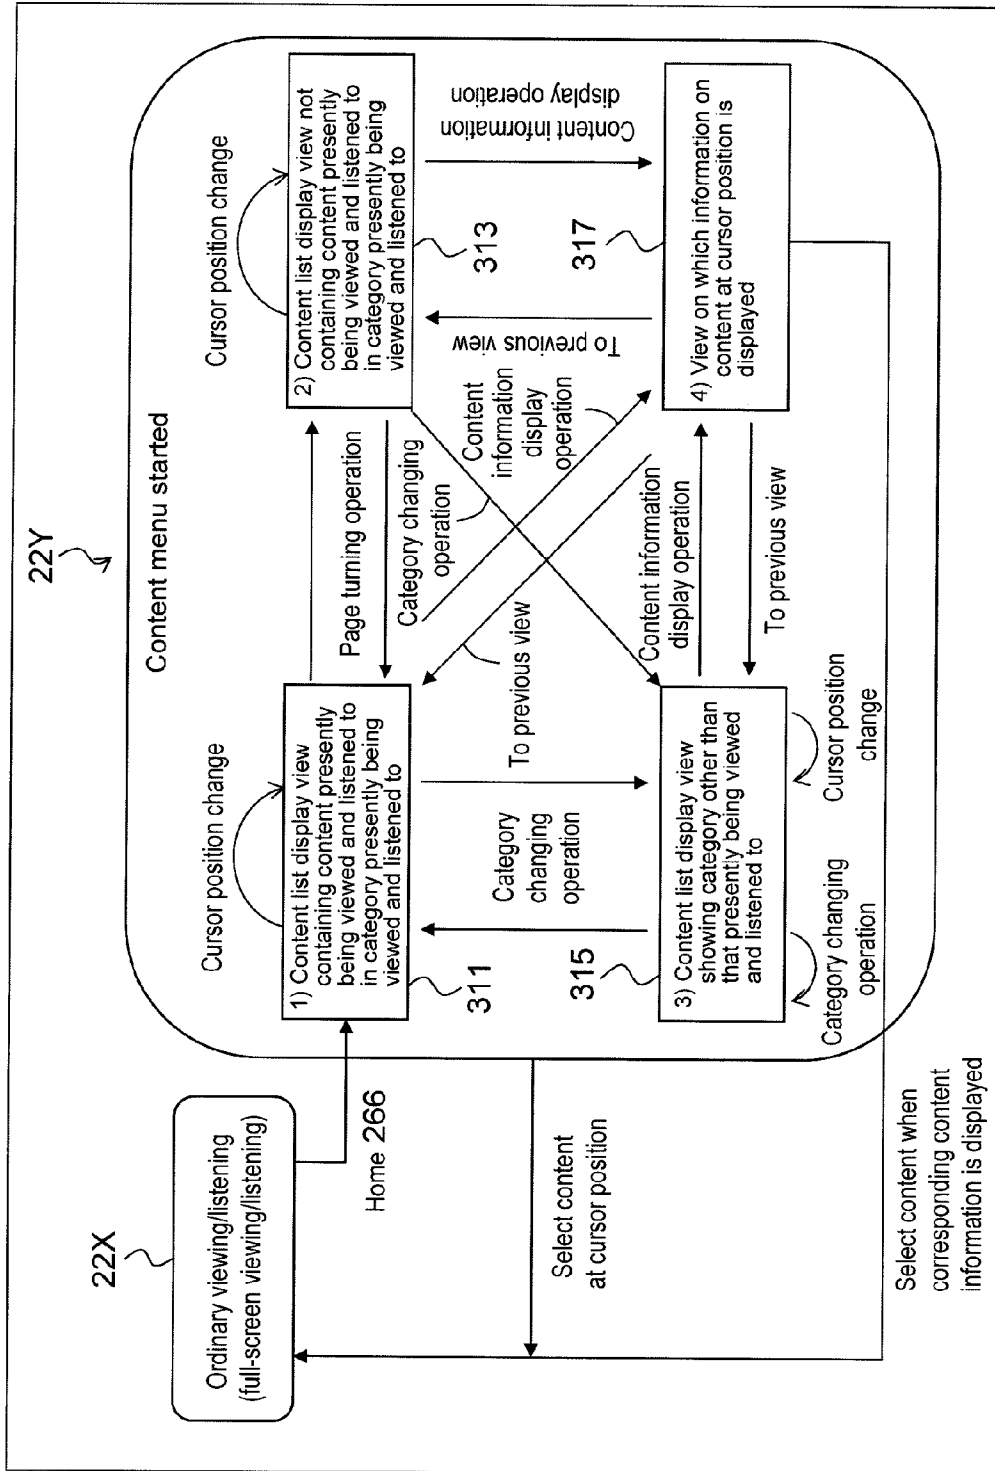 22X
Ordinary viewing/listening
(full-screen viewing/listening)
Home 266
Select content
at cursor position
Select content when
corresponding content
information is displayed
22Y
Content menu started
Cursor position change
1) Content list display view
containing content presently
being viewed and listened to
in category presently being
viewed and listened to
311
Page turning operation
Cursor position change
2) Content list display view not
containing content presently
being viewed and listened to
in category presently being
viewed and listened to
313
Category changing
operation
Content
information
display
operation
To previous view
Content information
display operation
Category
changing
operation
To previous view
315
3) Content list display view
showing category other than
that presently being viewed
and listened to
Category changing
operation
Cursor position
change
Content information
display operation
To previous view
317
4) View on which information on
content at cursor position is
displayed